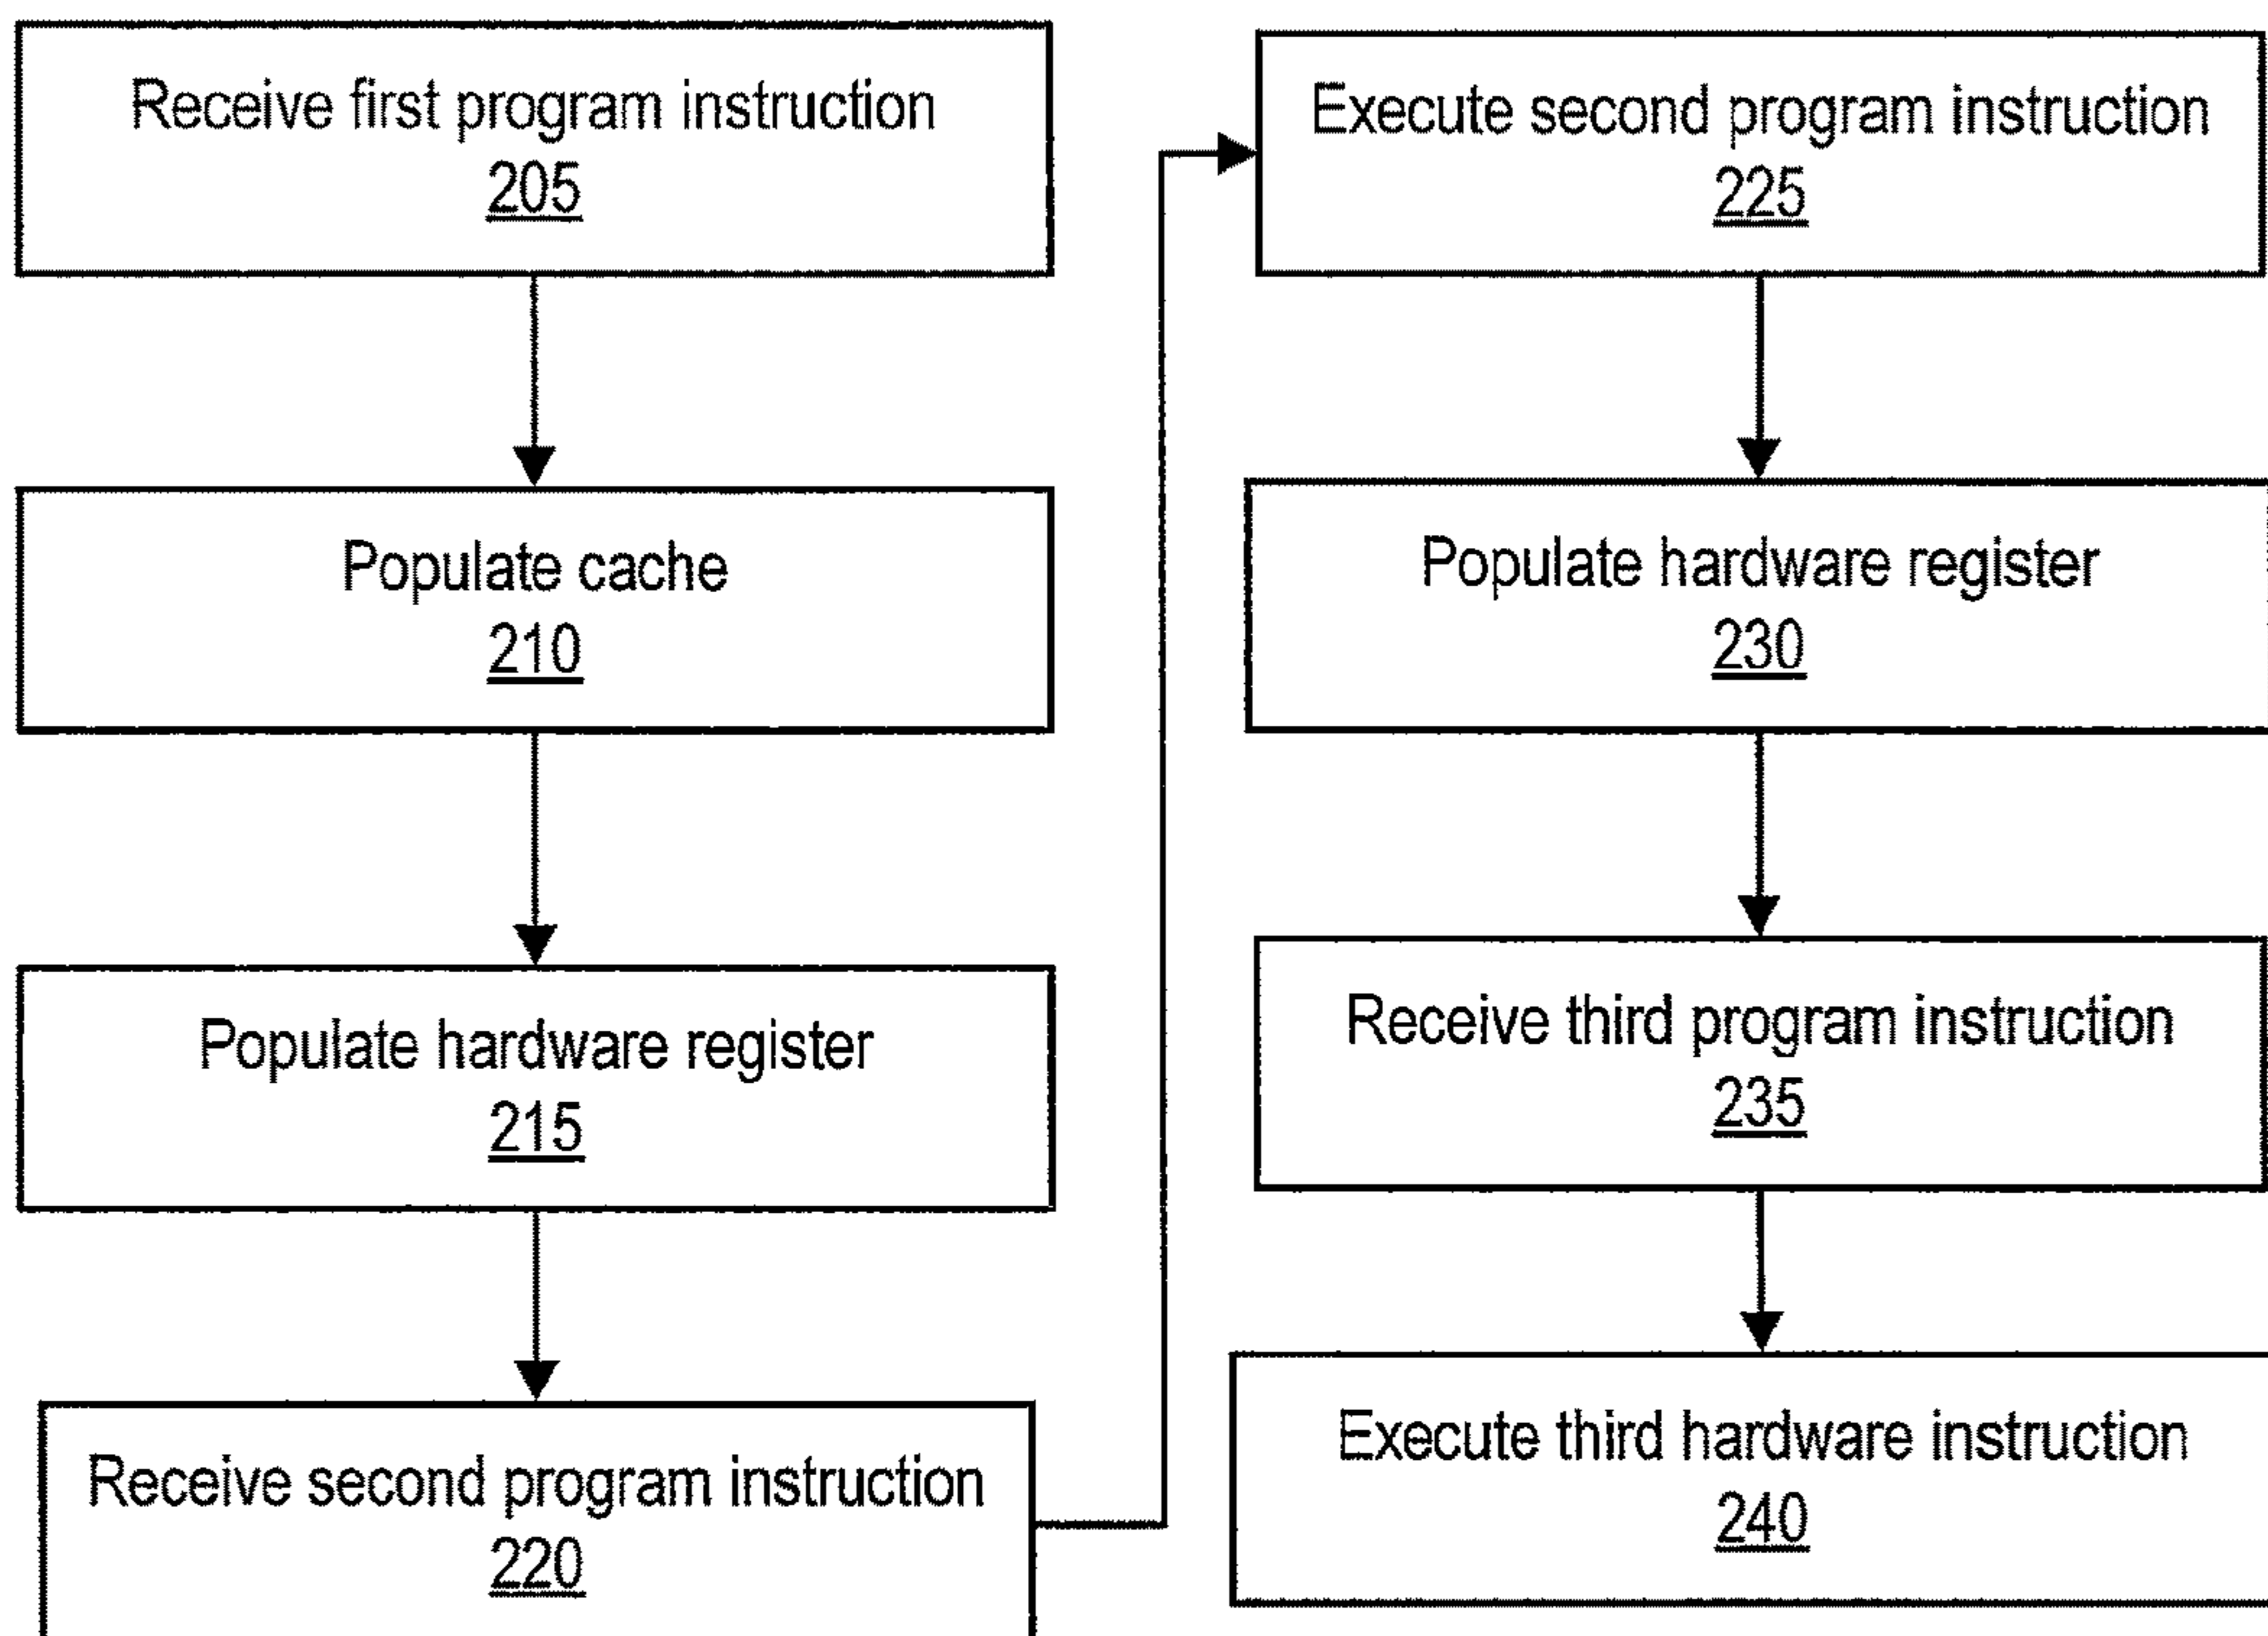 Receive first program instruction
205
Populate cache
210
Populate hardware register
215
Receive second program instruction
220
Execute second program instruction
225
Populate hardware register
230
Receive third program instruction
235
Execute third hardware instruction
240